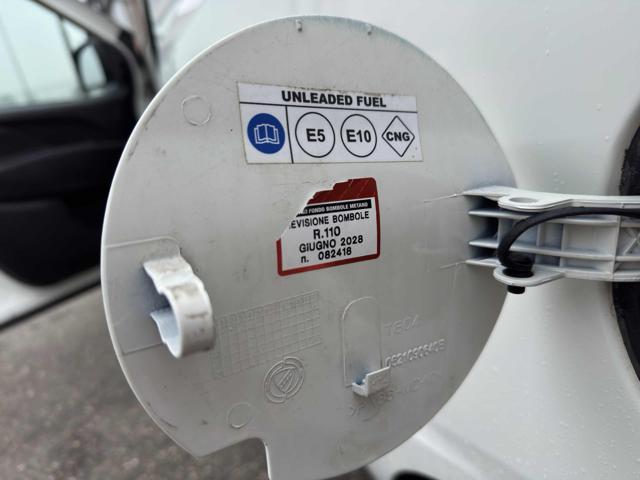 UNLEADED FUEL
E5 E10 CNG
FONDO BOMBOLE METANO
REVISIONE BOMBOLE
R.110
GIUGNO 2028
n. 082418